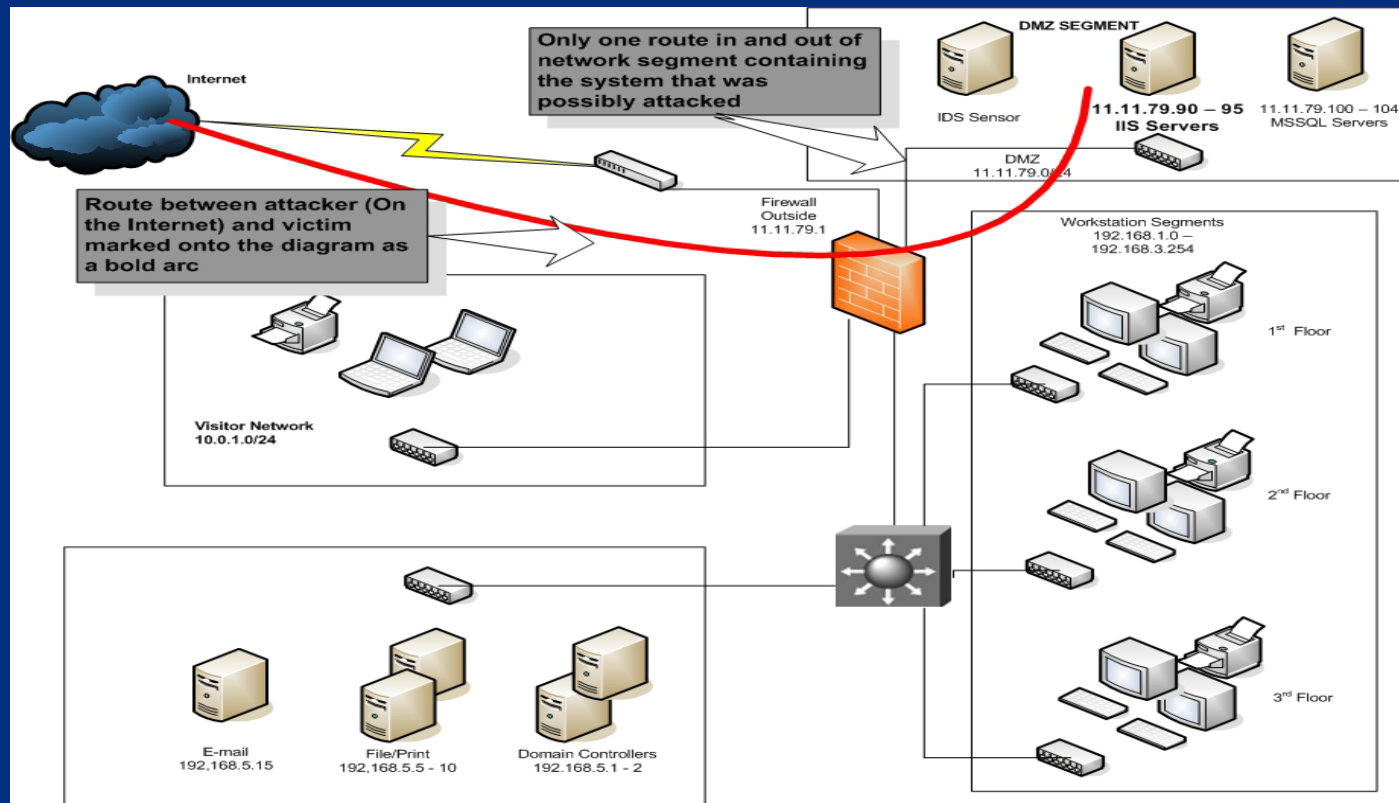 Internet
Only one route in and out of
network segment containing
the system that was
possibly attacked
DMZ SEGMENT
IDS Sensor
11.11.79.90 – 95
IIS Servers
11.11.79.100 – 104
MSSQL Servers
DMZ
11.11.79.0/24
Route between attacker (On
the Internet) and victim
marked onto the diagram as
a bold arc
Firewall
Outside
11.11.79.1
Workstation Segments
192.168.1.0 –
192.168.3.254
1st Floor
Visitor Network
10.0.1.0/24
2nd Floor
3rd Floor
E-mail
192,168.5.15
File/Print
192,168.5.5 - 10
Domain Controllers
192.168.5.1 - 2